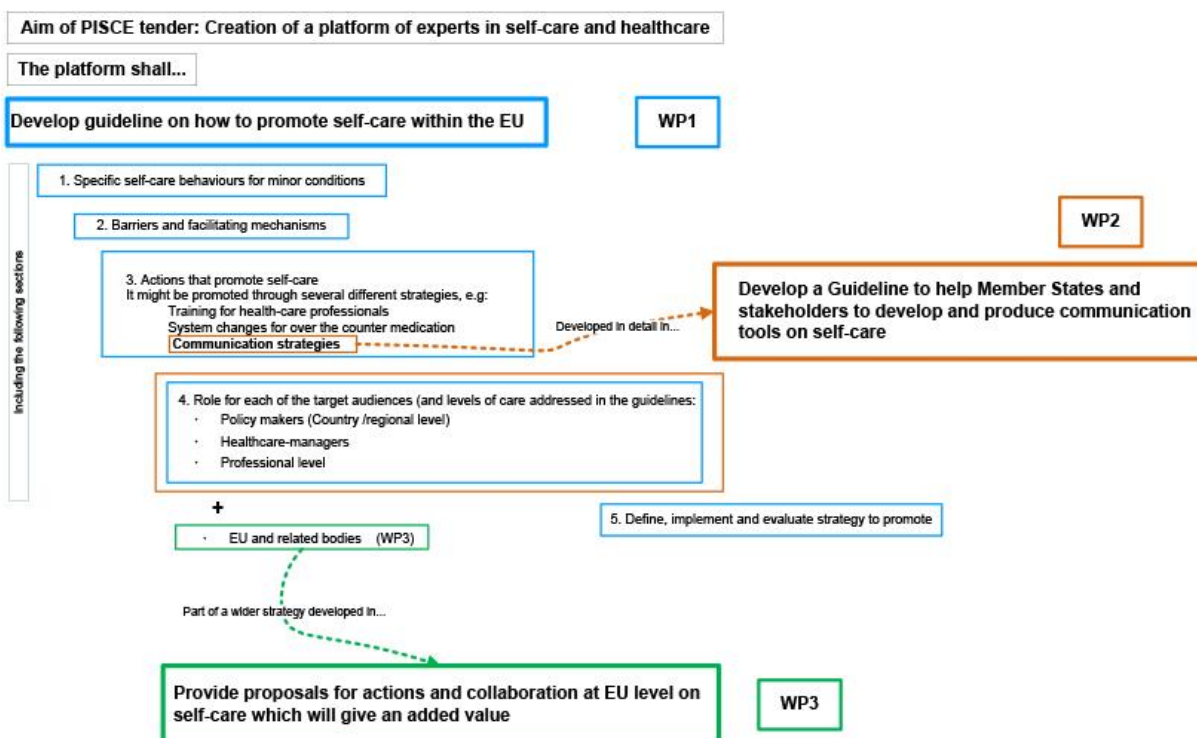 Aim of PISCE tender: Creation of a platform of experts in self-care and healthcare
The platform shall...
Develop guideline on how to promote self-care within the EU
WP1
Including the following sections
1. Specific self-care behaviours for minor conditions
2. Barriers and facilitating mechanisms
WP2
3. Actions that promote self-care
It might be promoted through several different strategies, e.g:
Training for health-care professionals
System changes for over the counter medication
Communication strategies
Developed in detail in...
Develop a Guideline to help Member States and
stakeholders to develop and produce communication
tools on self-care
4. Role for each of the target audiences (and levels of care addressed in the guidelines:
· Policy makers (Country /regional level)
· Healthcare-managers
· Professional level
+
· EU and related bodies (WP3)
5. Define, implement and evaluate strategy to promote
Part of a wider strategy developed in...
Provide proposals for actions and collaboration at EU level on
self-care which will give an added value
WP3